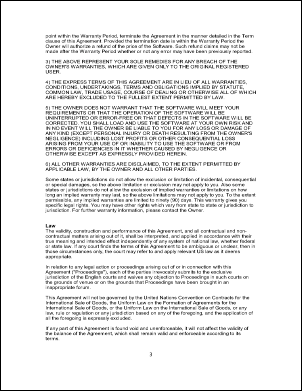 point within the Warranty Period, terminate the Agreement in the manner detailed in the Term
clause of this Agreement. Provided the termination date is within the Warranty Period the
Owner will authorize a refund of the price of the Software. Such refund claims may not be
made after the Warranty Period whether or not any error may have been previously reported.
3) THE ABOVE REPRESENT YOUR SOLE REMEDIES FOR ANY BREACH OF THE
OWNER'S WARRANTIES, WHICH ARE GIVEN ONLY TO THE ORIGINAL REGISTERED
USER.
4) THE EXPRESS TERMS OF THIS AGREEMENT ARE IN LIEU OF ALL WARRANTIES,
CONDITIONS, UNDERTAKINGS, TERMS AND OBLIGATIONS IMPLIED BY STATUTE,
COMMON LAW, TRADE USAGE, COURSE OF DEALING OR OTHERWISE ALL OF WHICH
ARE HEREBY EXCLUDED TO THE FULLEST EXTENT PERMITTED BY LAW.
5) THE OWNER DOES NOT WARRANT THAT THE SOFTWARE WILL MEET YOUR
REQUIREMENTS OR THAT THE OPERATION OF THE SOFTWARE WILL BE
UNINTERRUPTED OR ERROR-FREE OR THAT DEFECTS IN THE SOFTWARE WILL BE
CORRECTED. YOU SHALL LOAD AND USE THE SOFTWARE AT YOUR OWN RISK AND
IN NO EVENT WILL THE OWNER BE LIABLE TO YOU FOR ANY LOSS OR DAMAGE OF
ANY KIND (EXCEPT PERSONAL INJURY OR DEATH RESULTING FROM THE OWNERS
NEGLIGENCE) INCLUDING LOST PROFITS OR OTHER CONSEQUENTIAL LOSS
ARISING FROM YOUR USE OF OR INABILITY TO USE THE SOFTWARE OR FROM
ERRORS OR DEFICIENCIES IN IT WHETHER CAUSED BY NEGLIGENCE OR
OTHERWISE EXCEPT AS EXPRESSLY PROVIDED HEREIN.
6) ALL OTHER WARRANTIES ARE DISCLAIMED, TO THE EXTENT PERMITTED BY
APPLICABLE LAW, BY THE OWNER AND ALL OTHER PARTIES.
Some states or jurisdictions do not allow the exclusion or limitation of incidental, consequential
or special damages, so the above limitation or exclusion may not apply to you. Also some
states or jurisdictions do not allow the exclusion of implied warranties or limitations on how
long an implied warranty may last, so the above limitations may not apply to you. To the extent
permissible, any implied warranties are limited to ninety (90) days. This warranty gives you
specific legal rights. You may have other rights which vary from state to state or jurisdiction to
jurisdiction. For further warranty information, please contact the Owner.
Law
The validity, construction and performance of this Agreement, and all contractual and non-
contractual matters arising out of it, shall be interpreted, and applied in accordance with their
true meaning and intended effect independently of any system of national law, whether federal
or state law. If any court finds the terms of this Agreement to be ambiguous or unclear, then in
those circumstances only, the court may refer to and apply relevant US law as it deems
appropriate.
In relation to any legal action or proceedings arising out of or in connection with this
Agreement ("Proceedings"), each of the parties irrevocably submits to the exclusive
jurisdiction of the English courts and waives any objection to Proceedings in such courts on
the grounds of venue or on the grounds that Proceedings have been brought in an
inappropriate forum.
This Agreement will not be governed by the United Nations Convention on Contracts for the
International Sale of Goods, the Uniform Law on the Formation of Agreements for the
International Sale of Goods, or the Uniform Law on the International Sale of Goods, or any
law, rule or regulation or any jurisdiction based on any of the foregoing, and the application of
all the foregoing is expressly excluded.
If any part of this Agreement is found void and unenforceable, it will not affect the validity of
the balance of the Agreement, which shall remain valid and enforceable according to its
terms.
3